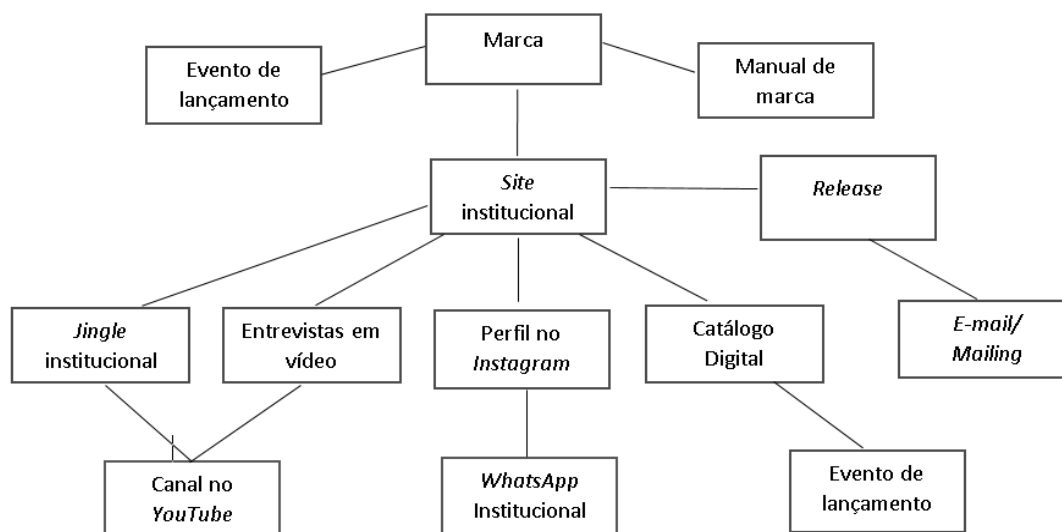 Marca
Evento de
lançamento
Manual de
marca
Site
institucional
Release
Jingle
institucional
Entrevistas em
vídeo
Perfil no
Instagram
Catálogo
Digital
E-mail/
Mailing
Canal no
YouTube
WhatsApp
Institucional
Evento de
lançamento